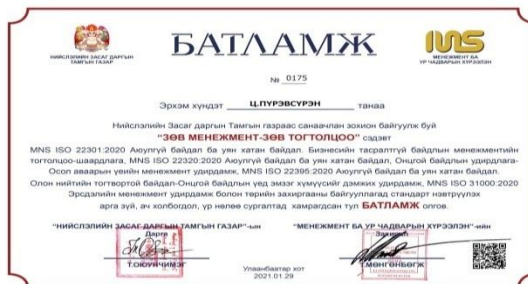 НИЙСЛЭЛИЙН ЗАСАГ ДАРГЫН
ТАМГЫН ГАЗАР
БАТЛАМЖ
IMS
МЕНЕЖМЕНТ БА
УР ЧАДВАРЫН ХҮРЭЭЛЭН
№ 0175
Эрхэм хүндэт Ц.ПҮРЭВСҮРЭН танаа
Нийслэлийн Засаг даргын Тамгын газраас санаачлан зохион байгуулж буй
"ЗӨВ МЕНЕЖМЕНТ-ЗӨВ ТОГТОЛЦОО" сэдэвт
MNS ISO 22301:2020 Аюулгүй байдал ба уян хатан байдал. Бизнесийн тасралтгүй байдлын менежментийн
тогтолцоо-шаардлага, MNS ISO 22320:2020 Аюулгүй байдал ба уян хатан байдал, Онцгой байдлын удирдлага-
Осол аваарын үеийн менежмент удирдамж, MNS ISO 22395:2020 Аюулгүй байдал ба уян хатан байдал.
Олон нийтийн тогтвортой байдал-Онцгой байдлын үед эмзэг хүмүүсийг дэмжих удирдамж, MNS ISO 31000:2020
Эрсдэлийн менежмент удирдамж болон төрийн захиргааны байгууллагад стандарт нэвтрүүлэх
арга зүй, ач холбогдол, үр нөлөө сургалтад хамрагдсан тул БАТЛАМЖ олгов.
"НИЙСЛЭЛИЙН ЗАСАГ ДАРГЫН ТАМГЫН ГАЗАР"-ын
Дарга
"МЕНЕЖМЕНТ БА УР ЧАДВАРЫН ХҮРЭЭЛЭН"-ийн
Захирал
Т.ОЮУНЧИМЭГ
Т.МӨНГӨНБӨГЖ
Улаанбаатар хот
2021.01.29